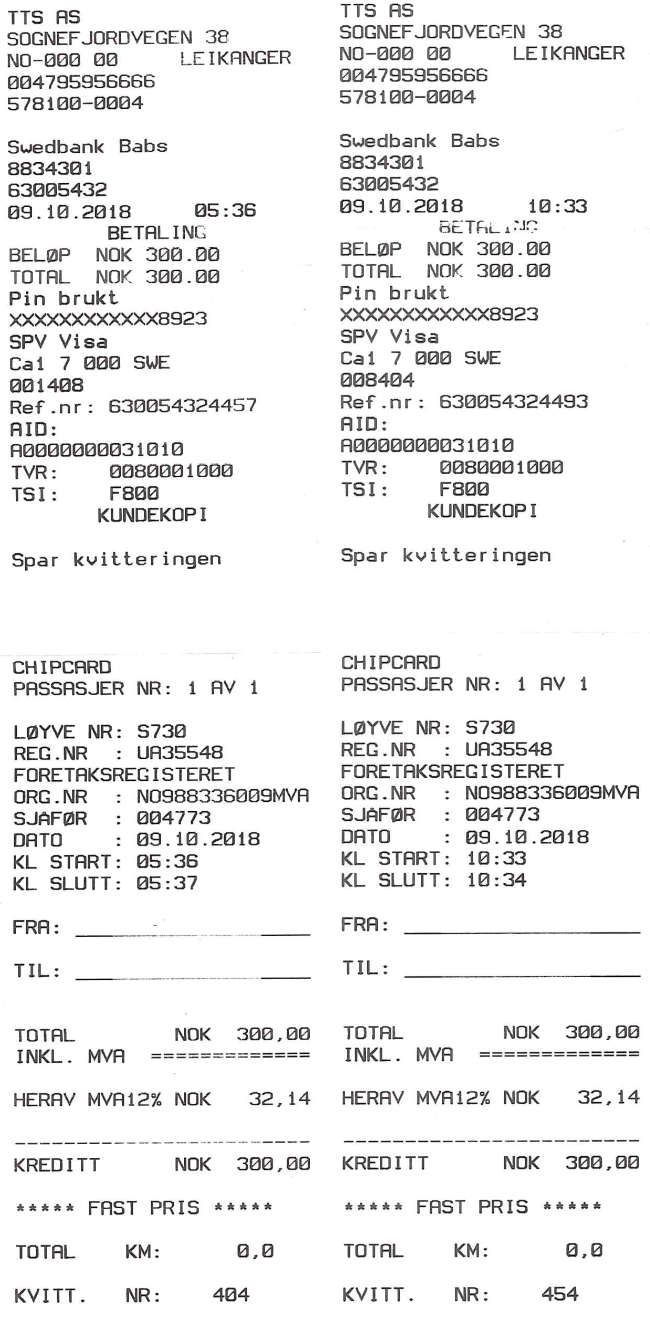 TTS AS
SOGNEFJORDVEGEN 38
NO-000 00 LEIKANGER
004795956666
578100-0004
Swedbank Babs
8834301
63005432
09.10.2018 05:36
BETALING
BELØP NOK 300.00
TOTAL NOK 300.00
Pin brukt
XXXXXXXXXXXX8923
SPV Visa
Ca1 7 000 SWE
001408
Ref.nr: 630054324457
AID:
A0000000031010
TVR: 0080001000
TSI: F800
KUNDEKOPI
Spar kvitteringen
CHIPCARD
PASSASJER NR: 1 AV 1
LØYVE NR: S730
REG.NR : UA35548
FORETAKSREGISTERET
ORG.NR : NO988336009MVA
SJÅFØR : 004773
DATO : 09.10.2018
KL START: 05:36
KL SLUTT: 05:37
FRA:
TIL:
TOTAL NOK 300,00
INKL. MVA =============
HERAV MVA12% NOK 32,14
------------------------
KREDITT NOK 300,00
***** FAST PRIS *****
TOTAL KM: 0,0
KVITT. NR: 404
TTS AS
SOGNEFJORDVEGEN 38
NO-000 00 LEIKANGER
004795956666
578100-0004
Swedbank Babs
8834301
63005432
09.10.2018 10:33
BETALING
BELØP NOK 300.00
TOTAL NOK 300.00
Pin brukt
XXXXXXXXXXXX8923
SPV Visa
Ca1 7 000 SWE
008404
Ref.nr: 630054324493
AID:
A0000000031010
TVR: 0080001000
TSI: F800
KUNDEKOPI
Spar kvitteringen
CHIPCARD
PASSASJER NR: 1 AV 1
LØYVE NR: S730
REG.NR : UA35548
FORETAKSREGISTERET
ORG.NR : NO988336009MVA
SJÅFØR : 004773
DATO : 09.10.2018
KL START: 10:33
KL SLUTT: 10:34
FRA:
TIL:
TOTAL NOK 300,00
INKL. MVA =============
HERAV MVA12% NOK 32,14
------------------------
KREDITT NOK 300,00
***** FAST PRIS *****
TOTAL KM: 0,0
KVITT. NR: 454